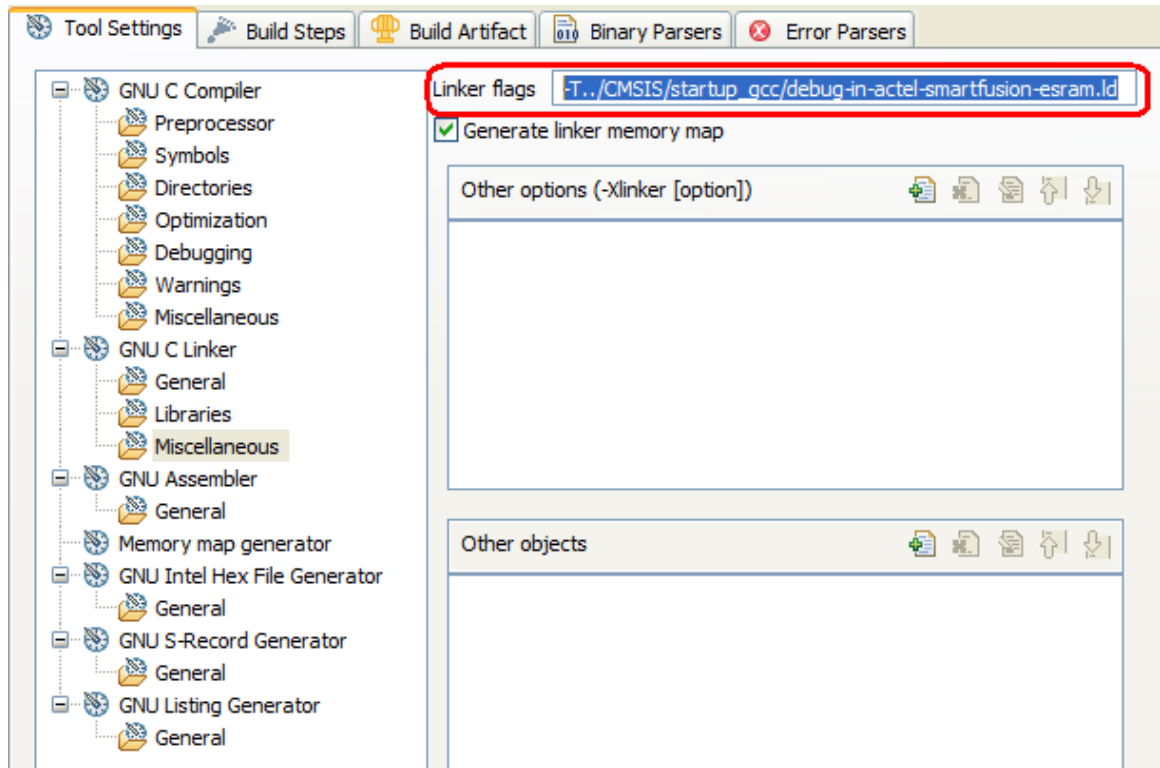 Tool Settings
Build Steps
Build Artifact
Binary Parsers
Error Parsers
GNU C Compiler
Preprocessor
Symbols
Directories
Optimization
Debugging
Warnings
Miscellaneous
GNU C Linker
General
Libraries
Miscellaneous
GNU Assembler
General
Memory map generator
GNU Intel Hex File Generator
General
GNU S-Record Generator
General
GNU Listing Generator
General
Linker flags -T../CMSIS/startup_gcc/debug-in-actel-smartfusion-esram.ld
Generate linker memory map
Other options (-Xlinker [option])
Other objects